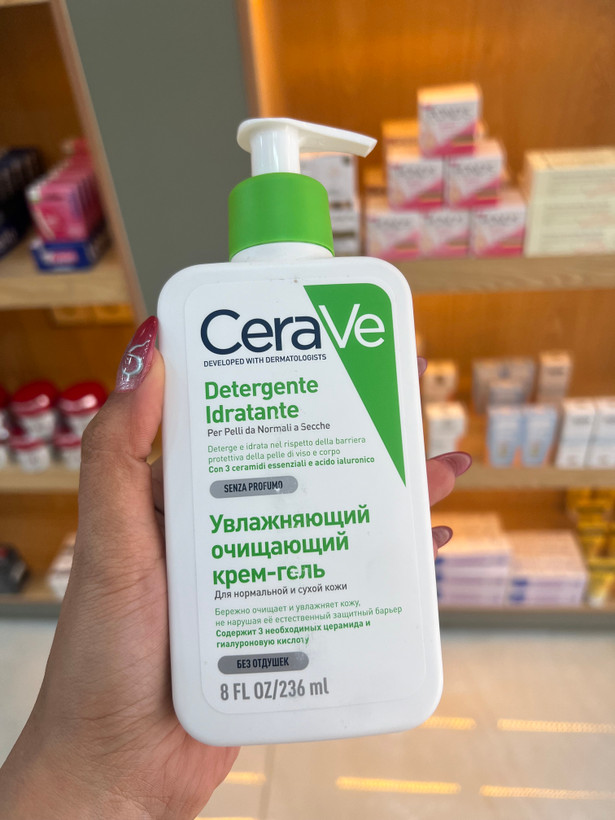 CeraVe
DEVELOPED WITH DERMATOLOGISTS
Detergente
Idratante
Per Pelli da Normali a Secche
Deterge e idrata nel rispetto della barriera
protettiva della pelle di viso e corpo
Con 3 ceramidi essenziali e acido ialuronico
SENZA PROFUMO
Увлажняющий
очищающий
крем-гель
Для нормальной и сухой кожи
Бережно очищает и увлажняет кожу,
не нарушая её естественный защитный барьер
Содержит 3 необходимых церамида и
гиалуроновую кислоту
БЕЗ ОТДУШЕК
8 FL OZ/236 ml